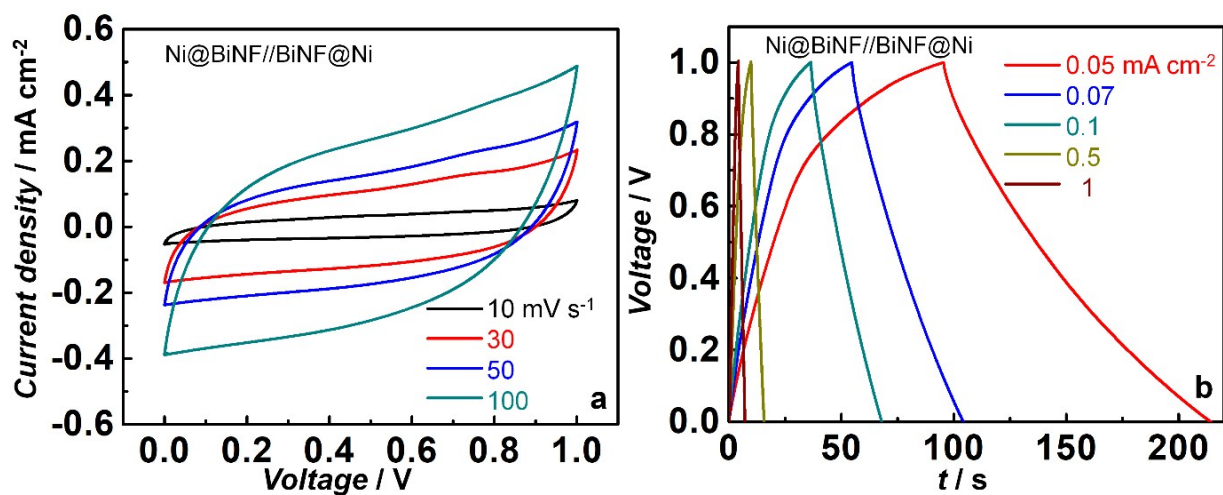 Ni@BiNF//BiNF@Ni
Current density / mA cm-2
0.6
0.4
0.2
0.0
-0.2
-0.4
-0.6
10 mV s-1
30
50
100
a
0.0 0.2 0.4 0.6 0.8 1.0
Voltage / V
Ni@BiNF//BiNF@Ni
Voltage / V
1.0
0.8
0.6
0.4
0.2
0.0
0.05 mA cm-2
0.07
0.1
0.5
1
b
0 50 100 150 200
t / s